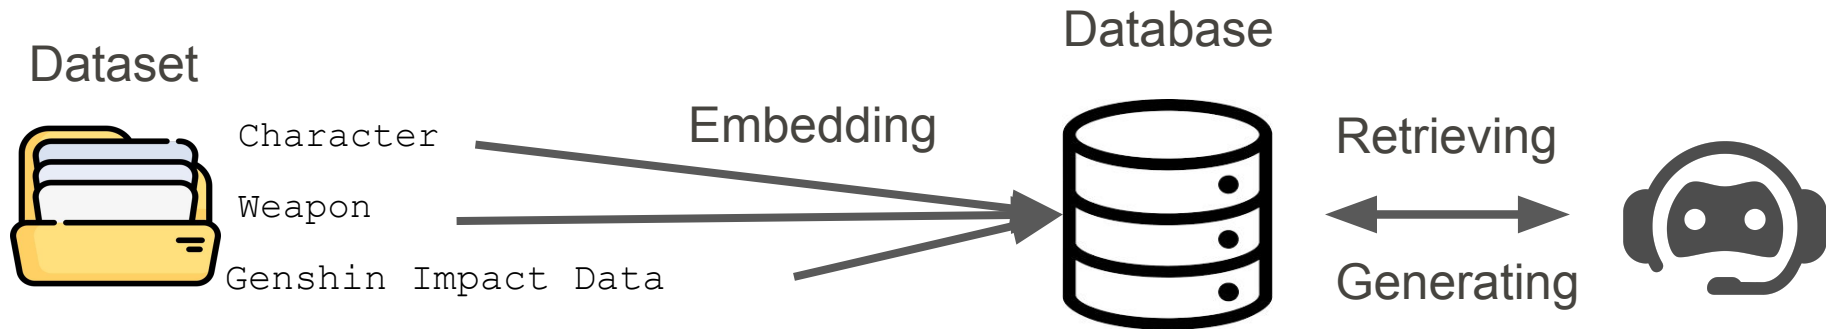 Dataset
Character
Weapon
Genshin Impact Data
Embedding
Database
Retrieving
Generating